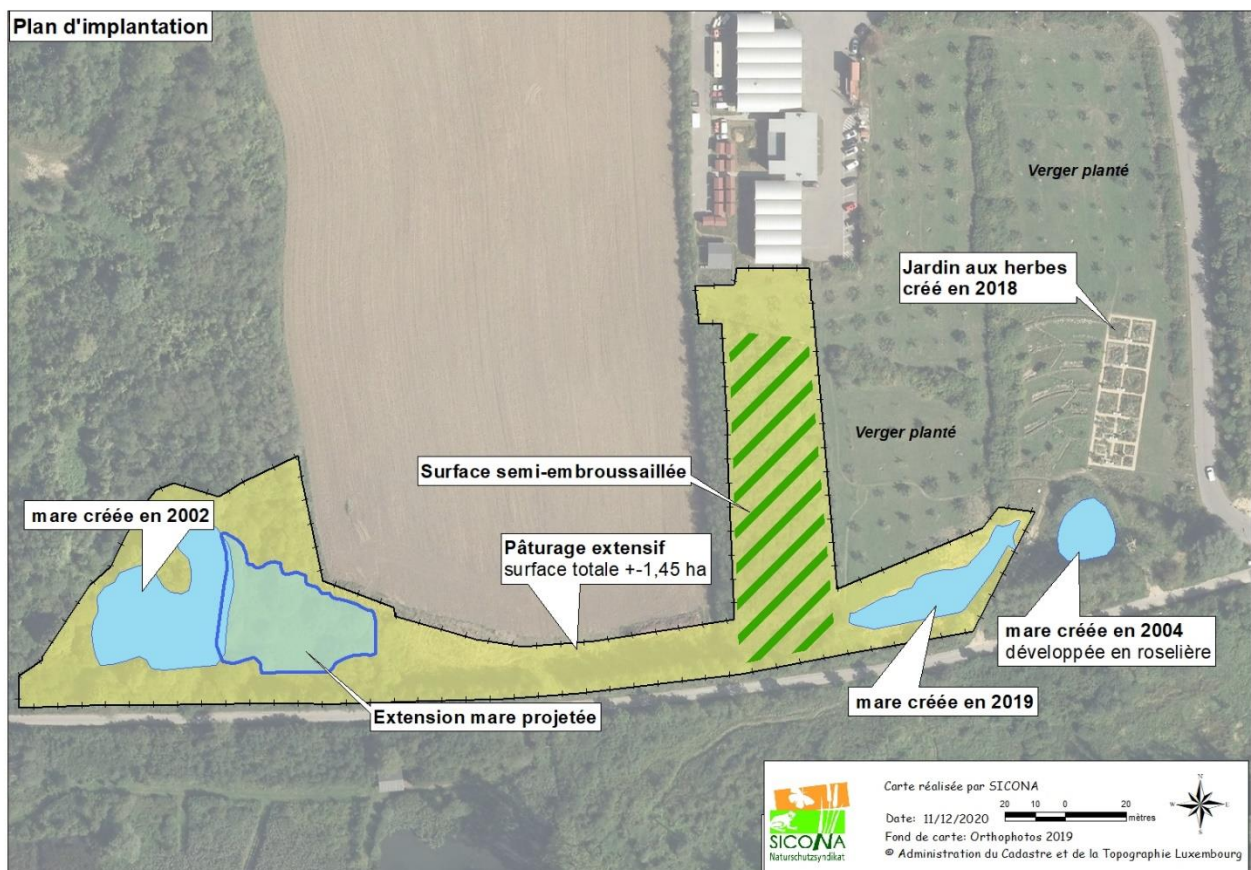 Plan d'implantation
Verger planté
Jardin aux herbes
créé en 2018
Verger planté
Surface semi-embroussaillée
mare créée en 2002
Pâturage extensif
surface totale +-1,45 ha
mare créée en 2004
développée en roselière
mare créée en 2019
Extension mare projetée
SICONA
Naturschutzsyndikat
Carte réalisée par SICONA
Date: 11/12/2020
20 10 0 20
mètres
Fond de carte: Orthophotos 2019
© Administration du Cadastre et de la Topographie Luxembourg
N
W
E
S